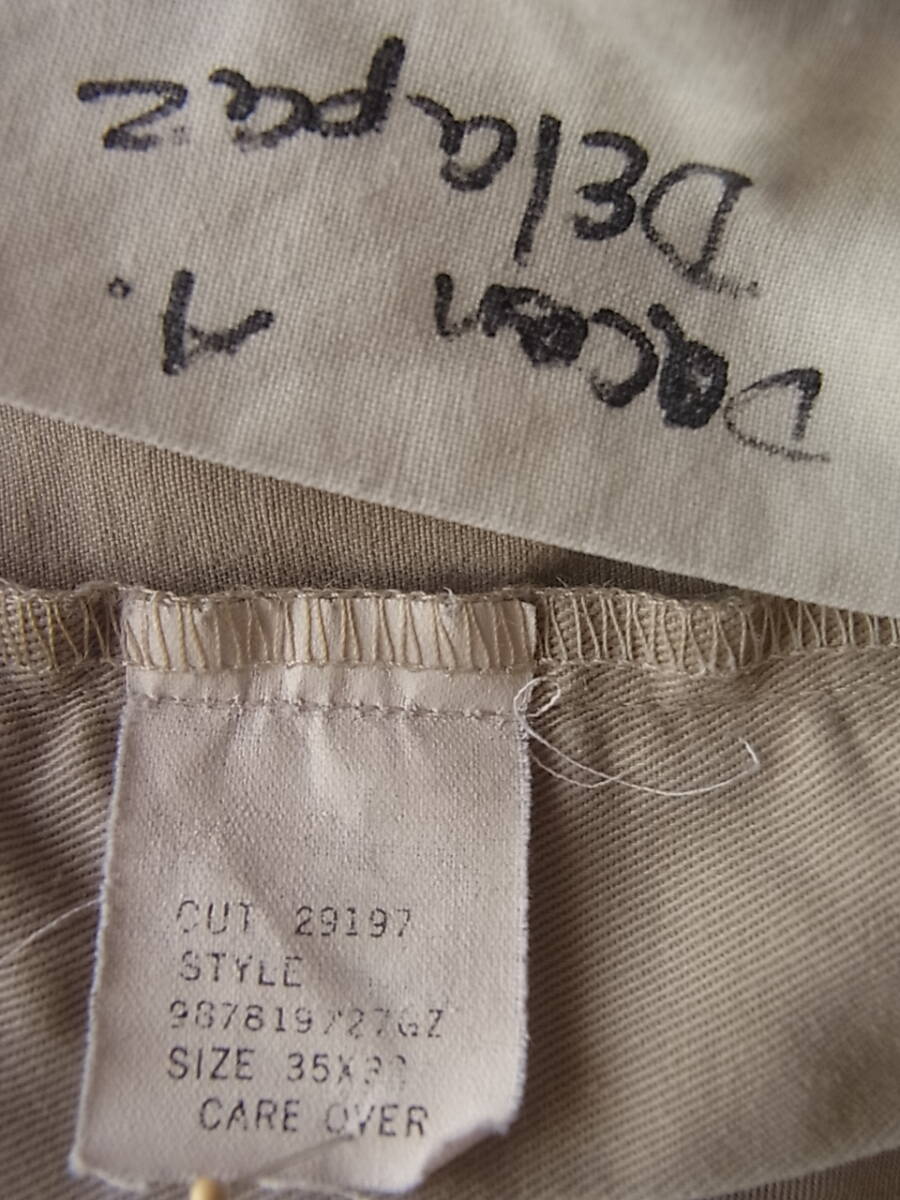 Dacon A.
Delapaz
CUT 29197
STYLE
SIZE
CARE OVER